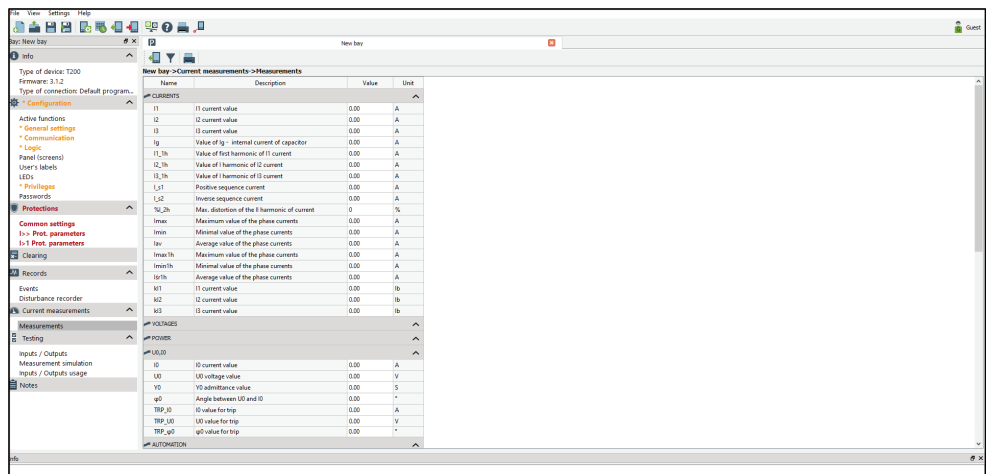 File View Settings Help
Guest
Bay: New bay
New bay
Info
Type of device: T200
Firmware: 3.1.2
Type of connection: Default program...
* Configuration
Active functions
* General settings
* Communication
* Logic
Panel (screens)
User's labels
LEDs
* Privileges
Passwords
Protections
Common settings
I>> Prot. parameters
I>1 Prot. parameters
Clearing
Records
Events
Disturbance recorder
Current measurements
Measurements
Testing
Inputs / Outputs
Measurement simulation
Inputs / Outputs usage
Notes
New bay->Current measurements->Measurements
Name Description Value Unit
CURRENTS
I1 I1 current value 0.00 A
I2 I2 current value 0.00 A
I3 I3 current value 0.00 A
Ig Value of Ig - internal current of capacitor 0.00 A
I1_1h Value of first harmonic of I1 current 0.00 A
I2_1h Value of I harmonic of I2 current 0.00 A
I3_1h Value of I harmonic of I3 current 0.00 A
I_s1 Positive sequence current 0.00 A
I_s2 Inverse sequence current 0.00 A
%I_2h Max. distortion of the II harmonic of current 0 %
Imax Maximum value of the phase currents 0.00 A
Imin Minimal value of the phase currents 0.00 A
Iav Average value of the phase currents 0.00 A
Imax1h Maximum value of the phase currents 0.00 A
Imin1h Minimal value of the phase currents 0.00 A
Iśr1h Average value of the phase currents 0.00 A
kI1 I1 current value 0.00 Ib
kI2 I2 current value 0.00 Ib
kI3 I3 current value 0.00 Ib
VOLTAGES
POWER
U0,I0
I0 I0 current value 0.00 A
U0 U0 voltage value 0.00 V
Y0 Y0 admittance value 0.00 S
φ0 Angle between U0 and I0 0.00 °
TRP_I0 I0 value for trip 0.00 A
TRP_U0 U0 value for trip 0.00 V
TRP_φ0 φ0 value for trip 0.00 °
AUTOMATION
Info